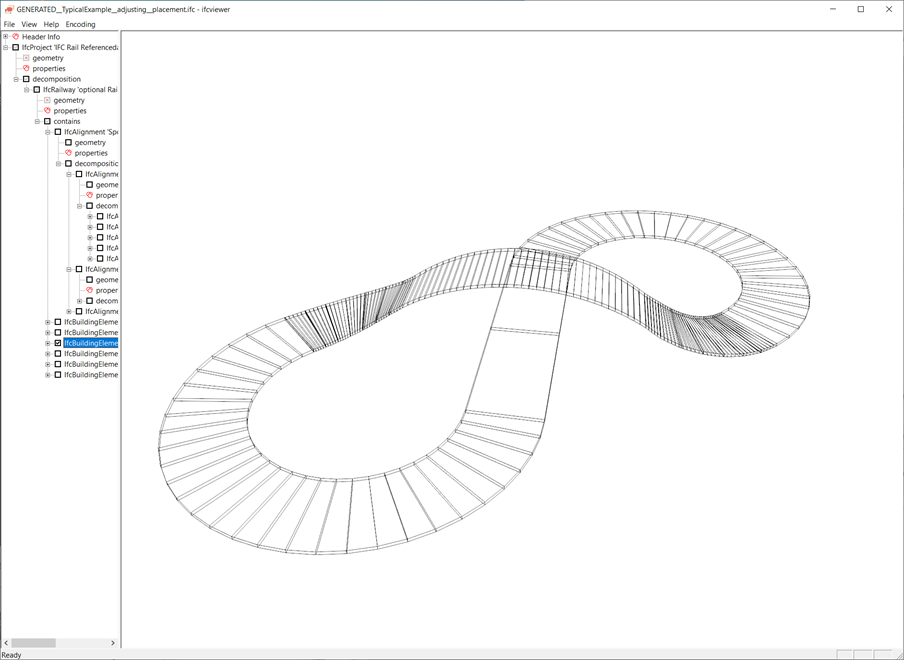 GENERATED__TypicalExample__adjusting__placement.ifc - ifcviewer
File View Help Encoding
Header Info
IfcProject 'IFC Rail Referenced
geometry
properties
decomposition
IfcRailway 'optional Rai
geometry
properties
contains
IfcAlignment 'Sp
geometry
properties
decompositic
IfcAlignme
geome
proper
decom
IfcA
IfcA
IfcA
IfcA
IfcA
IfcAlignme
geome
proper
decom
IfcAlignme
IfcBuildingEleme
IfcBuildingEleme
IfcBuildingEleme
IfcBuildingEleme
IfcBuildingEleme
IfcBuildingEleme
Ready